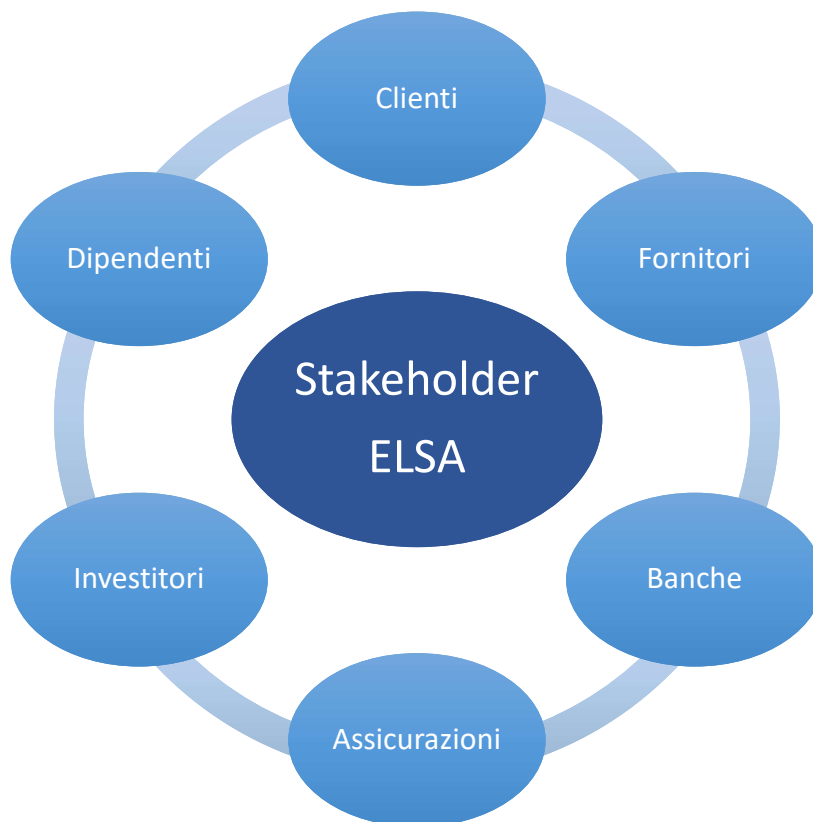 Clienti
Dipendenti
Fornitori
Stakeholder
ELSA
Investitori
Banche
Assicurazioni